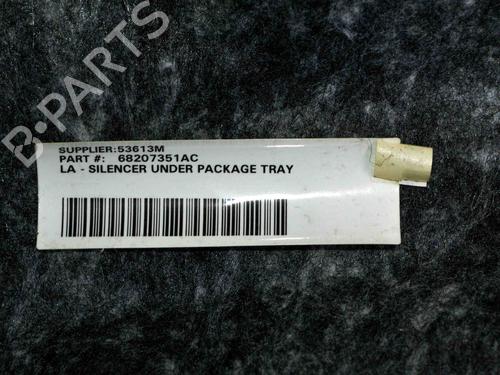 B-PARTS
SUPPLIER:53613M
PART #: 68207351AC
LA - SILENCER UNDER PACKAGE TRAY